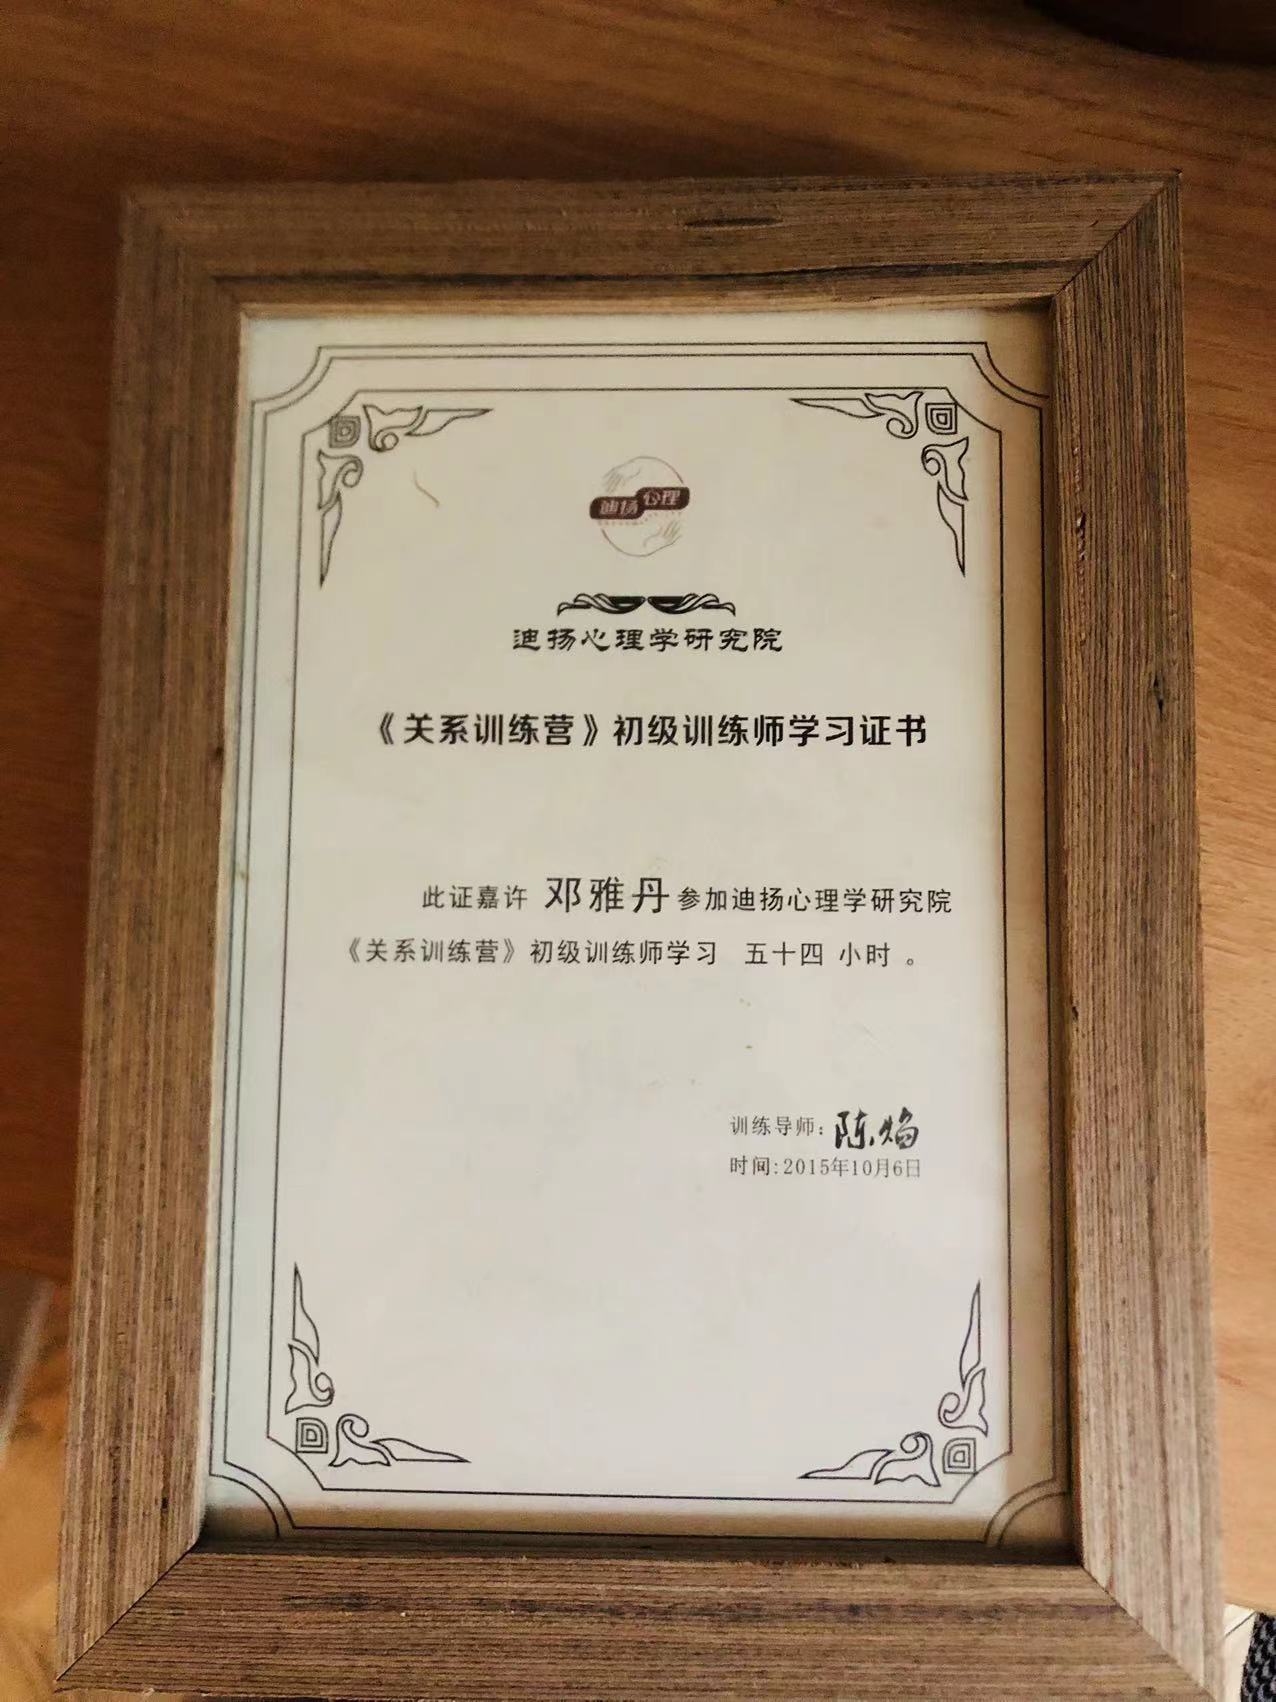 迪扬心理
迪扬心理学研究院
《关系训练营》初级训练师学习证书
此证嘉许 邓雅丹参加迪扬心理学研究院
《关系训练营》初级训练师学习 五十四 小时。
训练导师：陈焰
时间:2015年10月6日